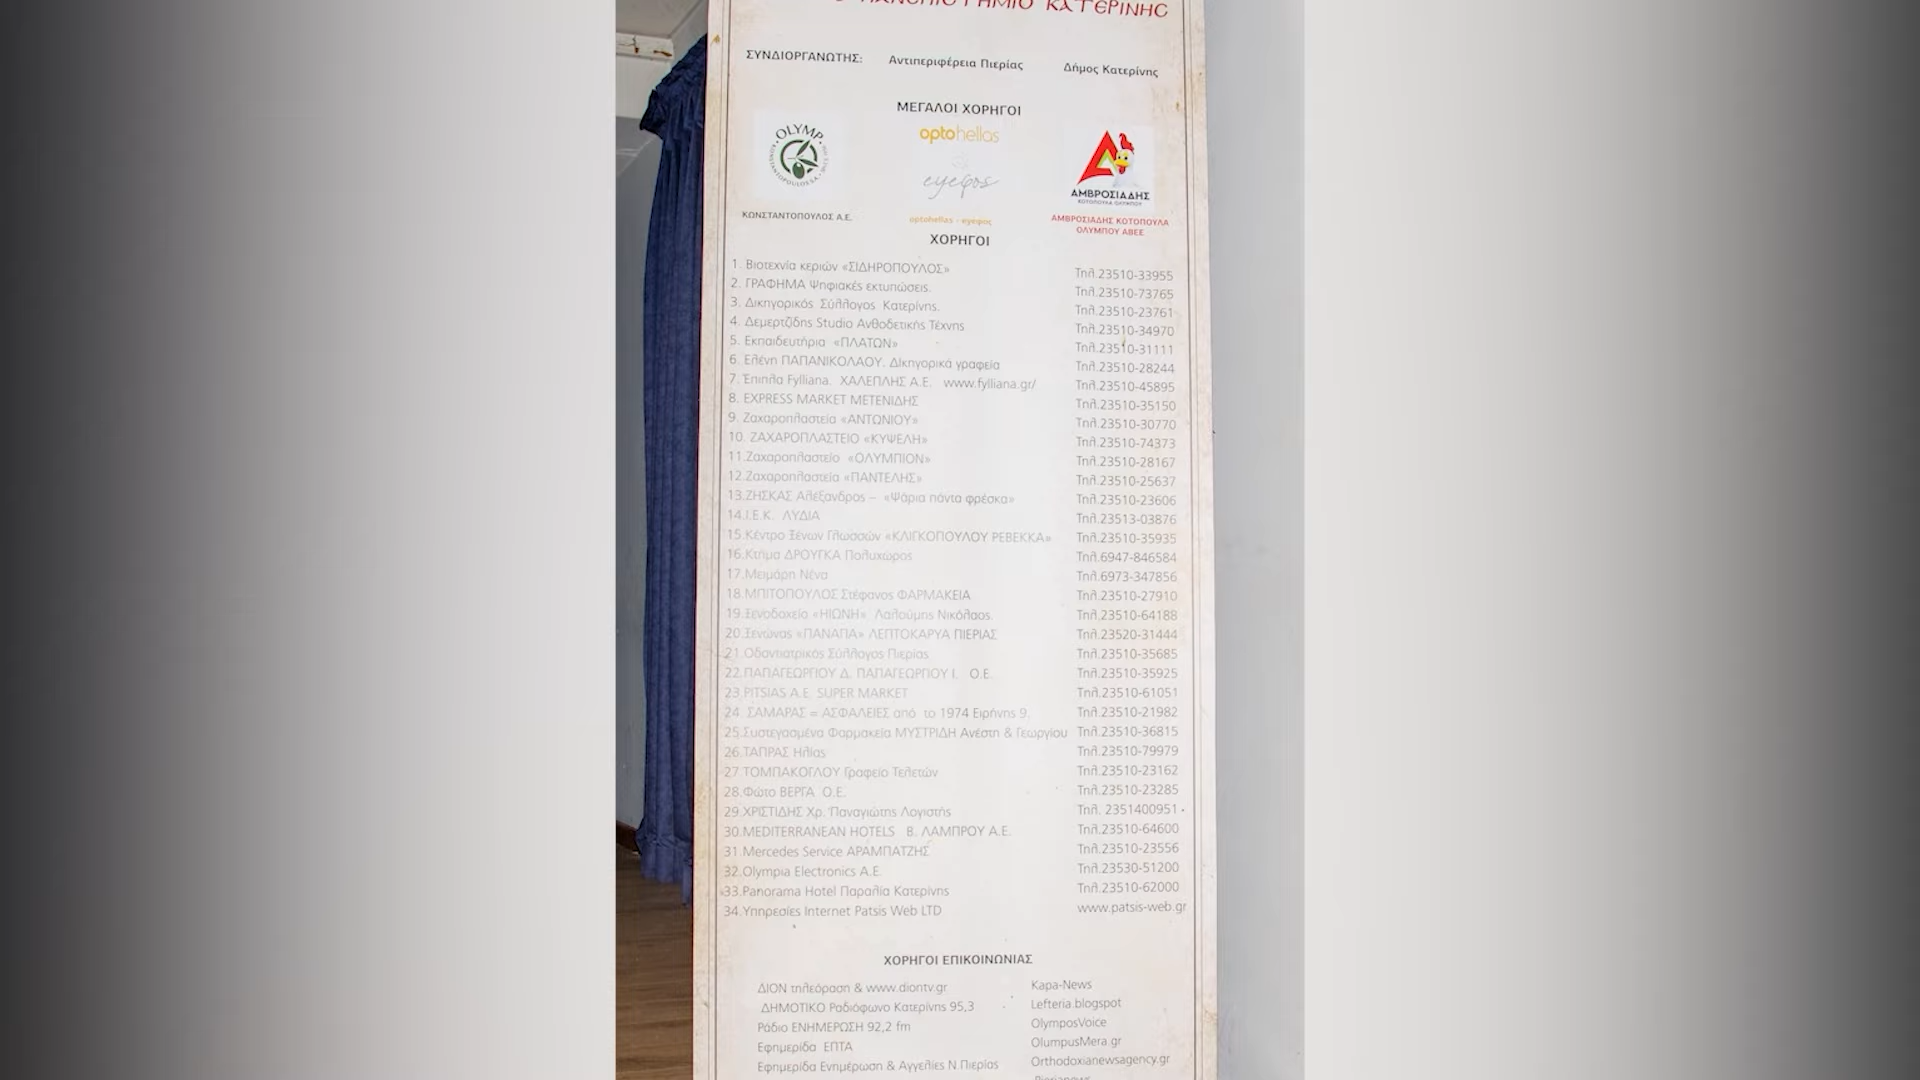 ΠΑΝΕΠΙΣΤΗΜΙΟ ΚΑΤΕΡΙΝΗΣ
ΣΥΝΔΙΟΡΓΑΝΩΤΗΣ: Αντιπεριφέρεια Πιερίας Δήμος Κατερίνης
ΜΕΓΑΛΟΙ ΧΟΡΗΓΟΙ
OLYMP
optohellas
eyeφος
ΑΜΒΡΟΣΙΑΔΗΣ
ΚΟΤΟΠΟΥΛΑ ΟΛΥΜΠΟΥ
ΚΩΝΣΤΑΝΤΟΠΟΥΛΟΣ Α.Ε.
optohellas - eyeφος
ΑΜΒΡΟΣΙΑΔΗΣ ΚΟΤΟΠΟΥΛΑ
ΟΛΥΜΠΟΥ ΑΒΕΕ
ΧΟΡΗΓΟΙ
1. Βιοτεχνία κεριών «ΣΙΔΗΡΟΠΟΥΛΟΣ» Τηλ.23510-33955
2. ΓΡΑΦΗΜΑ Ψηφιακές εκτυπώσεις. Τηλ.23510-73765
3. Δικηγορικός Σύλλογος Κατερίνης. Τηλ.23510-23761
4. Δεμερτζίδης Studio Ανθοδετικής Τέχνης Τηλ.23510-34970
5. Εκπαιδευτήρια «ΠΛΑΤΩΝ» Τηλ.23510-31111
6. Ελένη ΠΑΠΑΝΙΚΟΛΑΟΥ. Δικηγορικά γραφεία Τηλ.23510-28244
7. Έπιπλα Fylliana. ΧΑΛΕΠΛΗΣ Α.Ε. www.fylliana.gr/ Τηλ.23510-45895
8. EXPRESS MARKET ΜΕΤΕΝΙΔΗΣ Τηλ.23510-35150
9. Ζαχαροπλαστεία «ΑΝΤΩΝΙΟΥ» Τηλ.23510-30770
10. ΖΑΧΑΡΟΠΛΑΣΤΕΙΟ «ΚΥΨΕΛΗ» Τηλ.23510-74373
11.Ζαχαροπλαστείο «ΟΛΥΜΠΙΟΝ» Τηλ.23510-28167
12.Ζαχαροπλαστεία «ΠΑΝΤΕΛΗΣ» Τηλ.23510-25637
13.ΖΗΣΚΑΣ Αλέξανδρος – «Ψάρια πάντα φρέσκα» Τηλ.23510-23606
14.Ι.Ε.Κ. ΛΥΔΙΑ Τηλ.23513-03876
15.Κέντρο Ξένων Γλωσσών «ΚΛΙΓΚΟΠΟΥΛΟΥ ΡΕΒΕΚΚΑ» Τηλ.23510-35935
16.Κτήμα ΔΡΟΥΓΚΑ Πολυχώρος Τηλ.6947-846584
17.Μειμάρη Νένα Τηλ.6973-347856
18.ΜΠΙΤΟΠΟΥΛΟΣ Στέφανος ΦΑΡΜΑΚΕΙΑ Τηλ.23510-27910
19.Ξενοδοχείο «ΗΙΟΝΗ» Λαλούμης Νικόλαος. Τηλ.23510-64188
20.Ξενώνας «ΠΑΝΑΠΑ» ΛΕΠΤΟΚΑΡΥΑ ΠΙΕΡΙΑΣ Τηλ.23520-31444
21.Οδοντιατρικός Σύλλογος Πιερίας Τηλ.23510-35685
22.ΠΑΠΑΓΕΩΡΓΙΟΥ Δ. ΠΑΠΑΓΕΩΡΓΙΟΥ Ι. Ο.Ε. Τηλ.23510-35925
23.PITSIAS A.E. SUPER MARKET Τηλ.23510-61051
24. ΣΑΜΑΡΑΣ = ΑΣΦΑΛΕΙΕΣ από το 1974 Ειρήνης 9. Τηλ.23510-21982
25.Συστεγασμένα Φαρμακεία ΜΥΣΤΡΙΔΗ Ανέστη & Γεωργίου Τηλ.23510-36815
26.ΤΑΠΡΑΣ Ηλίας Τηλ.23510-79979
27.ΤΟΜΠΑΚΟΓΛΟΥ Γραφείο Τελετών Τηλ.23510-23162
28.Φώτο ΒΕΡΓΑ Ο.Ε. Τηλ.23510-23285
29.ΧΡΙΣΤΙΔΗΣ Χρ. Παναγιώτης Λογιστής Τηλ. 2351400951
30.MEDITERRANEAN HOTELS Β. ΛΑΜΠΡΟΥ Α.Ε. Τηλ.23510-64600
31.Mercedes Service ΑΡΑΜΠΑΤΖΗΣ Τηλ.23510-23556
32.Olympia Electronics A.E. Τηλ.23530-51200
33.Panorama Hotel Παραλία Κατερίνης Τηλ.23510-62000
34.Υπηρεσίες Internet Patsis Web LTD www.patsis-web.gr
ΧΟΡΗΓΟΙ ΕΠΙΚΟΙΝΩΝΙΑΣ
ΔΙΟΝ τηλεόραση & www.diontv.gr Kapa-News
ΔΗΜΟΤΙΚΟ Ραδιόφωνο Κατερίνης 95,3 Lefteria.blogspot
Ράδιο ΕΝΗΜΕΡΩΣΗ 92,2 fm OlymposVoice
Εφημερίδα ΕΠΤΑ OlumpusMera.gr
Εφημερίδα Ενημέρωση & Αγγελίες Ν.Πιερίας Orthodoxianewsagency.gr